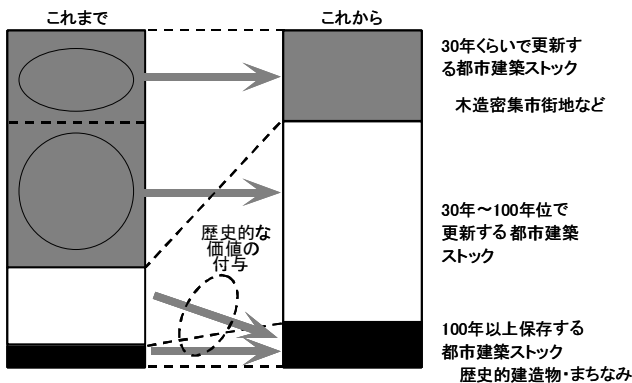 これまで
これから
30年くらいで更新す
る都市建築ストック
木造密集市街地など
30年～100年位で
更新する都市建築
ストック
歴史的な
価値の
付与
100年以上保存する
都市建築ストック
歴史的建造物・まちなみ